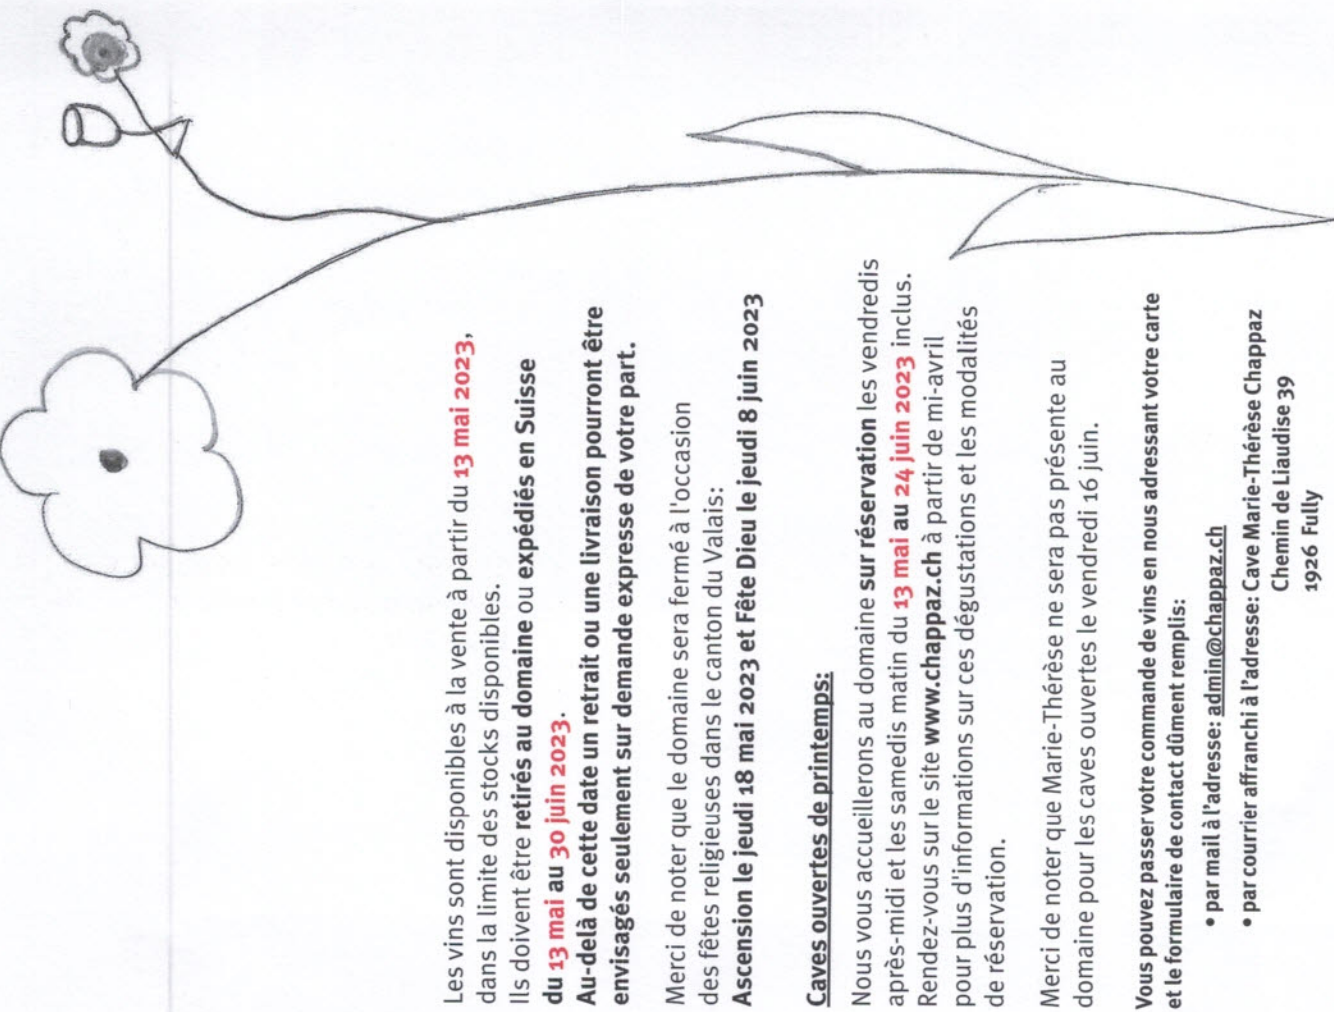 Les vins sont disponibles à la vente à partir du 13 mai 2023,
dans la limite des stocks disponibles.
Ils doivent être retirés au domaine ou expédiés en Suisse
du 13 mai au 30 juin 2023.
Au-delà de cette date un retrait ou une livraison pourront être
envisagés seulement sur demande expresse de votre part.
Merci de noter que le domaine sera fermé à l'occasion
des fêtes religieuses dans le canton du Valais:
Ascension le jeudi 18 mai 2023 et Fête Dieu le jeudi 8 juin 2023
Caves ouvertes de printemps:
Nous vous accueillerons au domaine sur réservation les vendredis
après-midi et les samedis matin du 13 mai au 24 juin 2023 inclus.
Rendez-vous sur le site www.chappaz.ch à partir de mi-avril
pour plus d'informations sur ces dégustations et les modalités
de réservation.
Merci de noter que Marie-Thérèse ne sera pas présente au
domaine pour les caves ouvertes le vendredi 16 juin.
Vous pouvez passer votre commande de vins en nous adressant votre carte
et le formulaire de contact dûment remplis:
• par mail à l'adresse: admin@chappaz.ch
• par courrier affranchi à l'adresse: Cave Marie-Thérèse Chappaz
Chemin de Liaudise 39
1926 Fully